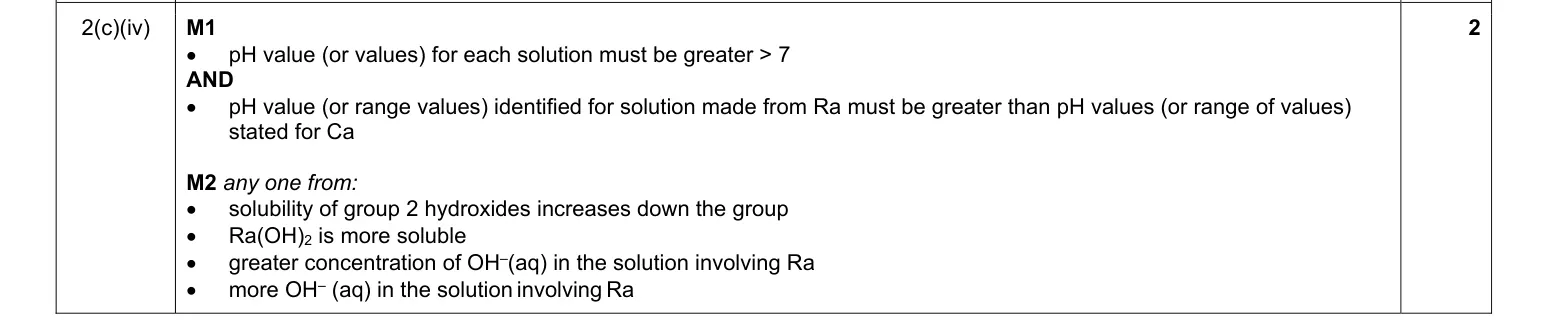 2(c)(iv) M1 2
• pH value (or values) for each solution must be greater > 7
AND
• pH value (or range values) identified for solution made from Ra must be greater than pH values (or range of values)
stated for Ca
M2 any one from:
• solubility of group 2 hydroxides increases down the group
• Ra(OH)₂ is more soluble
• greater concentration of OH⁻(aq) in the solution involving Ra
• more OH⁻ (aq) in the solution involving Ra